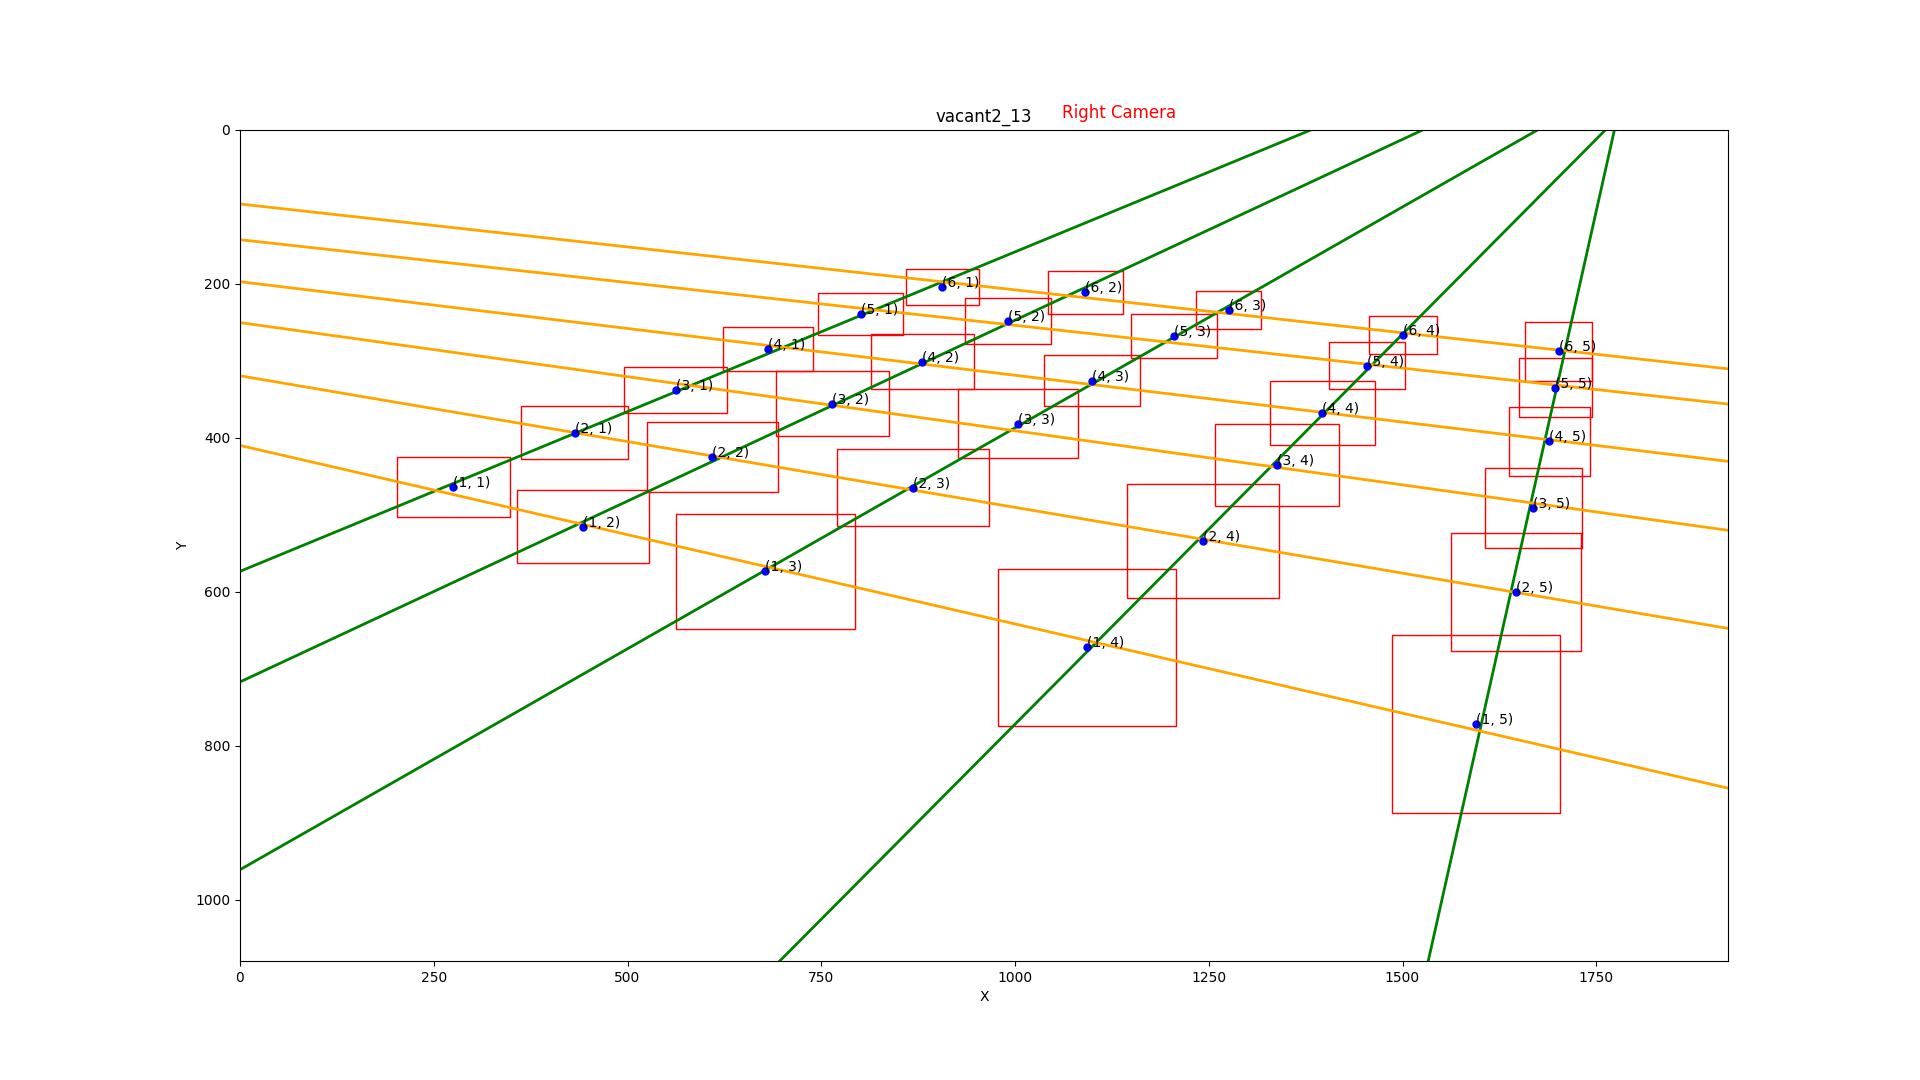 vacant2_13 Right Camera
0
200
400
600
800
1000
Y
(6, 1) (6, 2) (6, 3) (6, 4) (6, 5)
(5, 1) (5, 2) (5, 3) (5, 4) (5, 5)
(4, 1) (4, 2) (4, 3) (4, 4) (4, 5)
(3, 1) (3, 2) (3, 3) (3, 4) (3, 5)
(2, 1) (2, 2) (2, 3) (2, 4) (2, 5)
(1, 1) (1, 2) (1, 3) (1, 4) (1, 5)
0 250 500 750 1000 1250 1500 1750
X